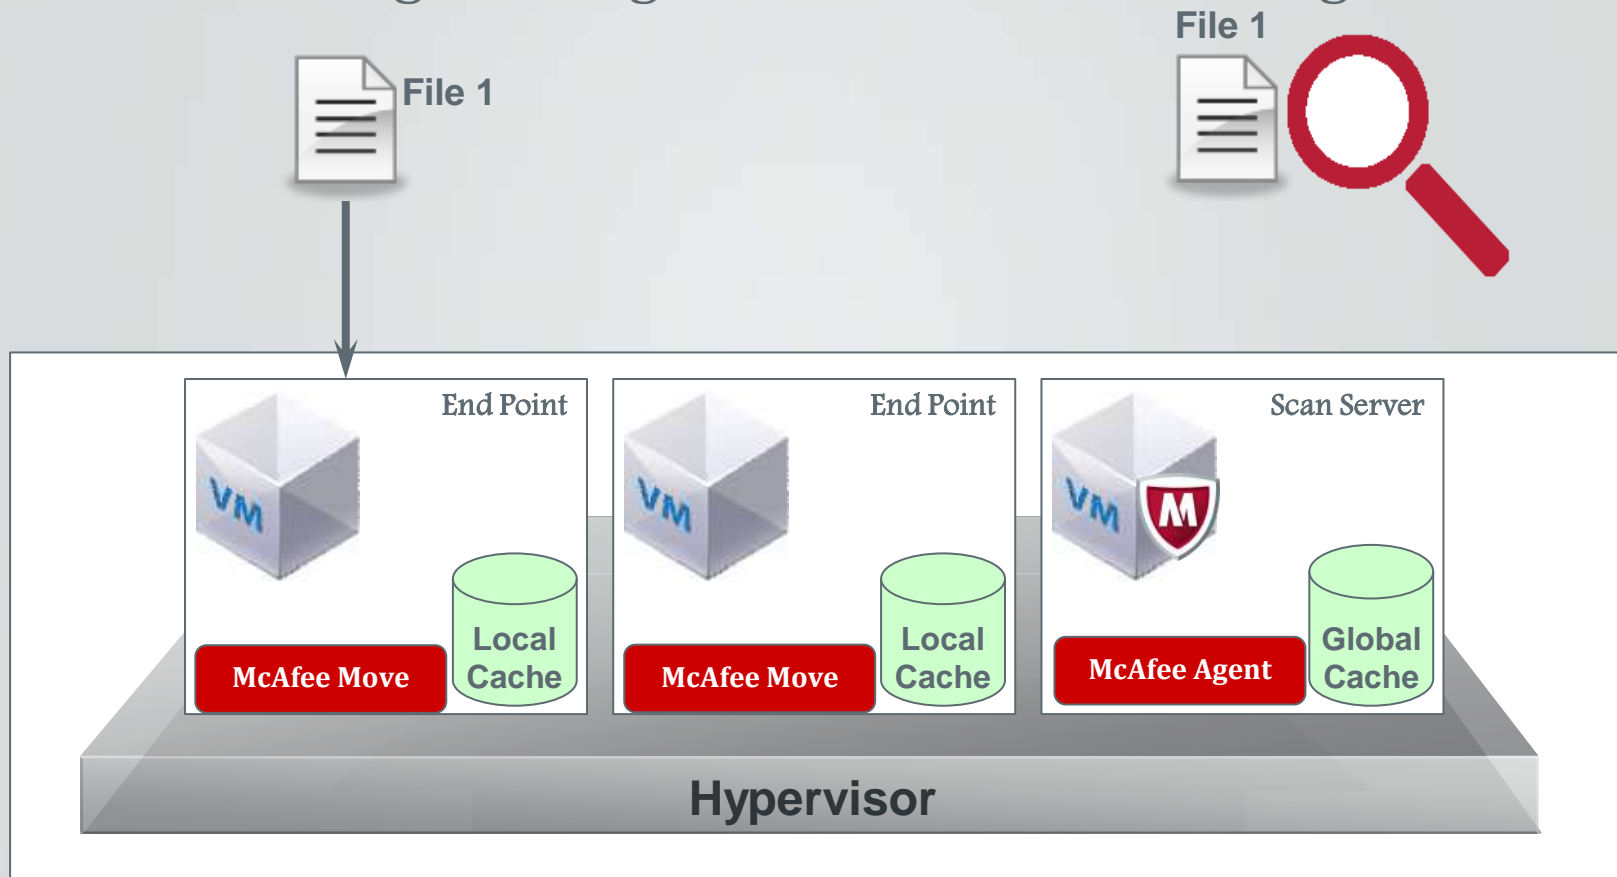 File 1
File 1
End Point
End Point
Scan Server
VM
VM
VM
M
Local
Cache
Local
Cache
Global
Cache
McAfee Move
McAfee Move
McAfee Agent
Hypervisor